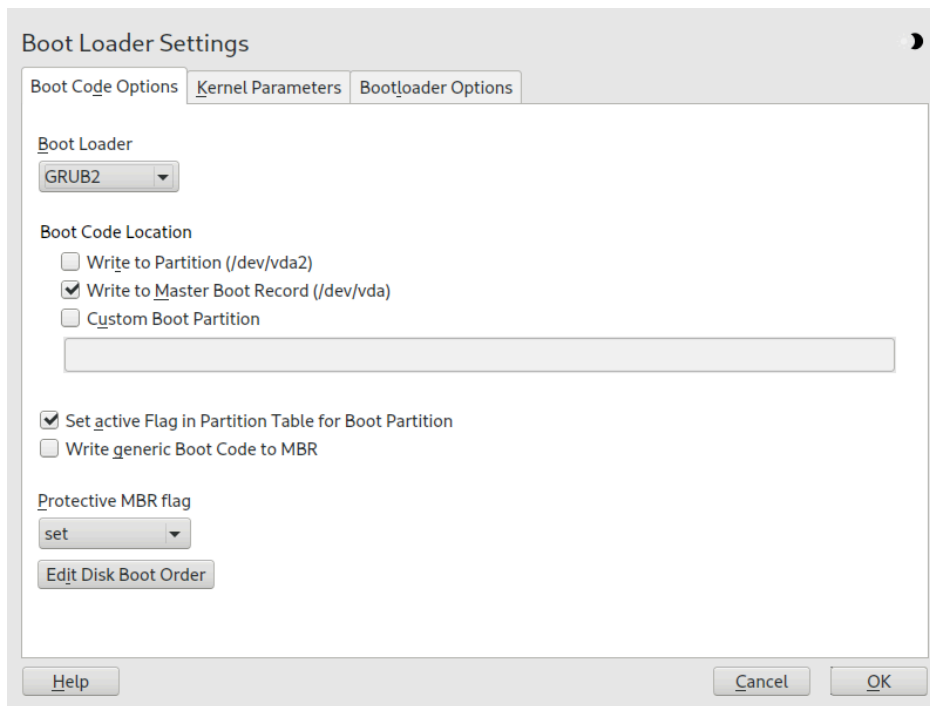 Boot Loader Settings
Boot Code Options Kernel Parameters Bootloader Options
Boot Loader
GRUB2
Boot Code Location
Write to Partition (/dev/vda2)
Write to Master Boot Record (/dev/vda)
Custom Boot Partition
Set active Flag in Partition Table for Boot Partition
Write generic Boot Code to MBR
Protective MBR flag
set
Edit Disk Boot Order
Help Cancel OK